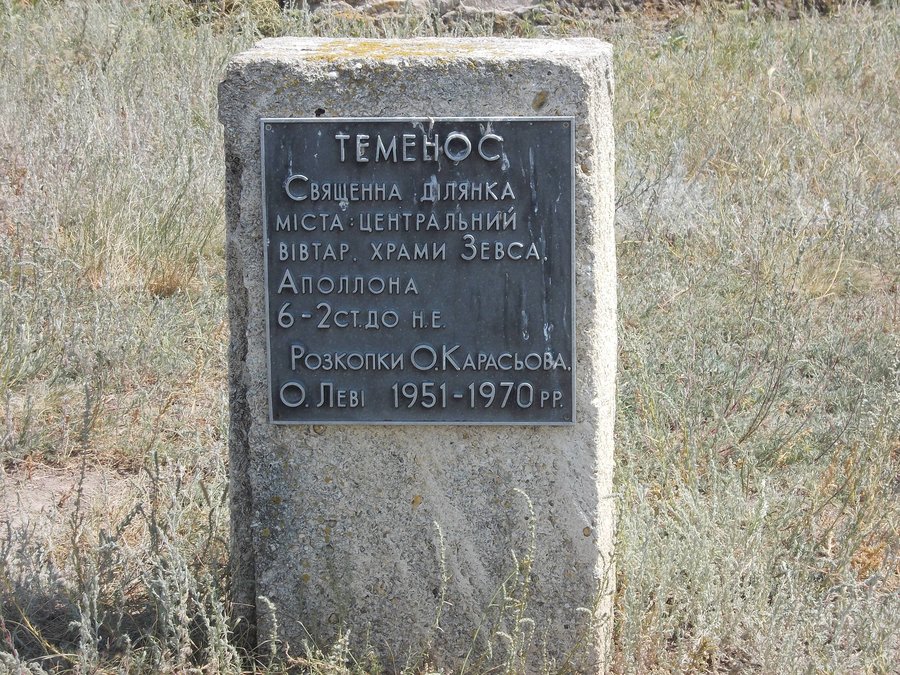 ТЕМЕНОС
СВЯЩЕННА ДІЛЯНКА
МІСТА: ЦЕНТРАЛЬНИЙ
ВІВТАР, ХРАМИ ЗЕВСА,
АПОЛЛОНА
6-2СТ.ДО Н.Е.
РОЗКОПКИ О.КАРАСЬОВА,
О.ЛЕВІ 1951-1970 РР.